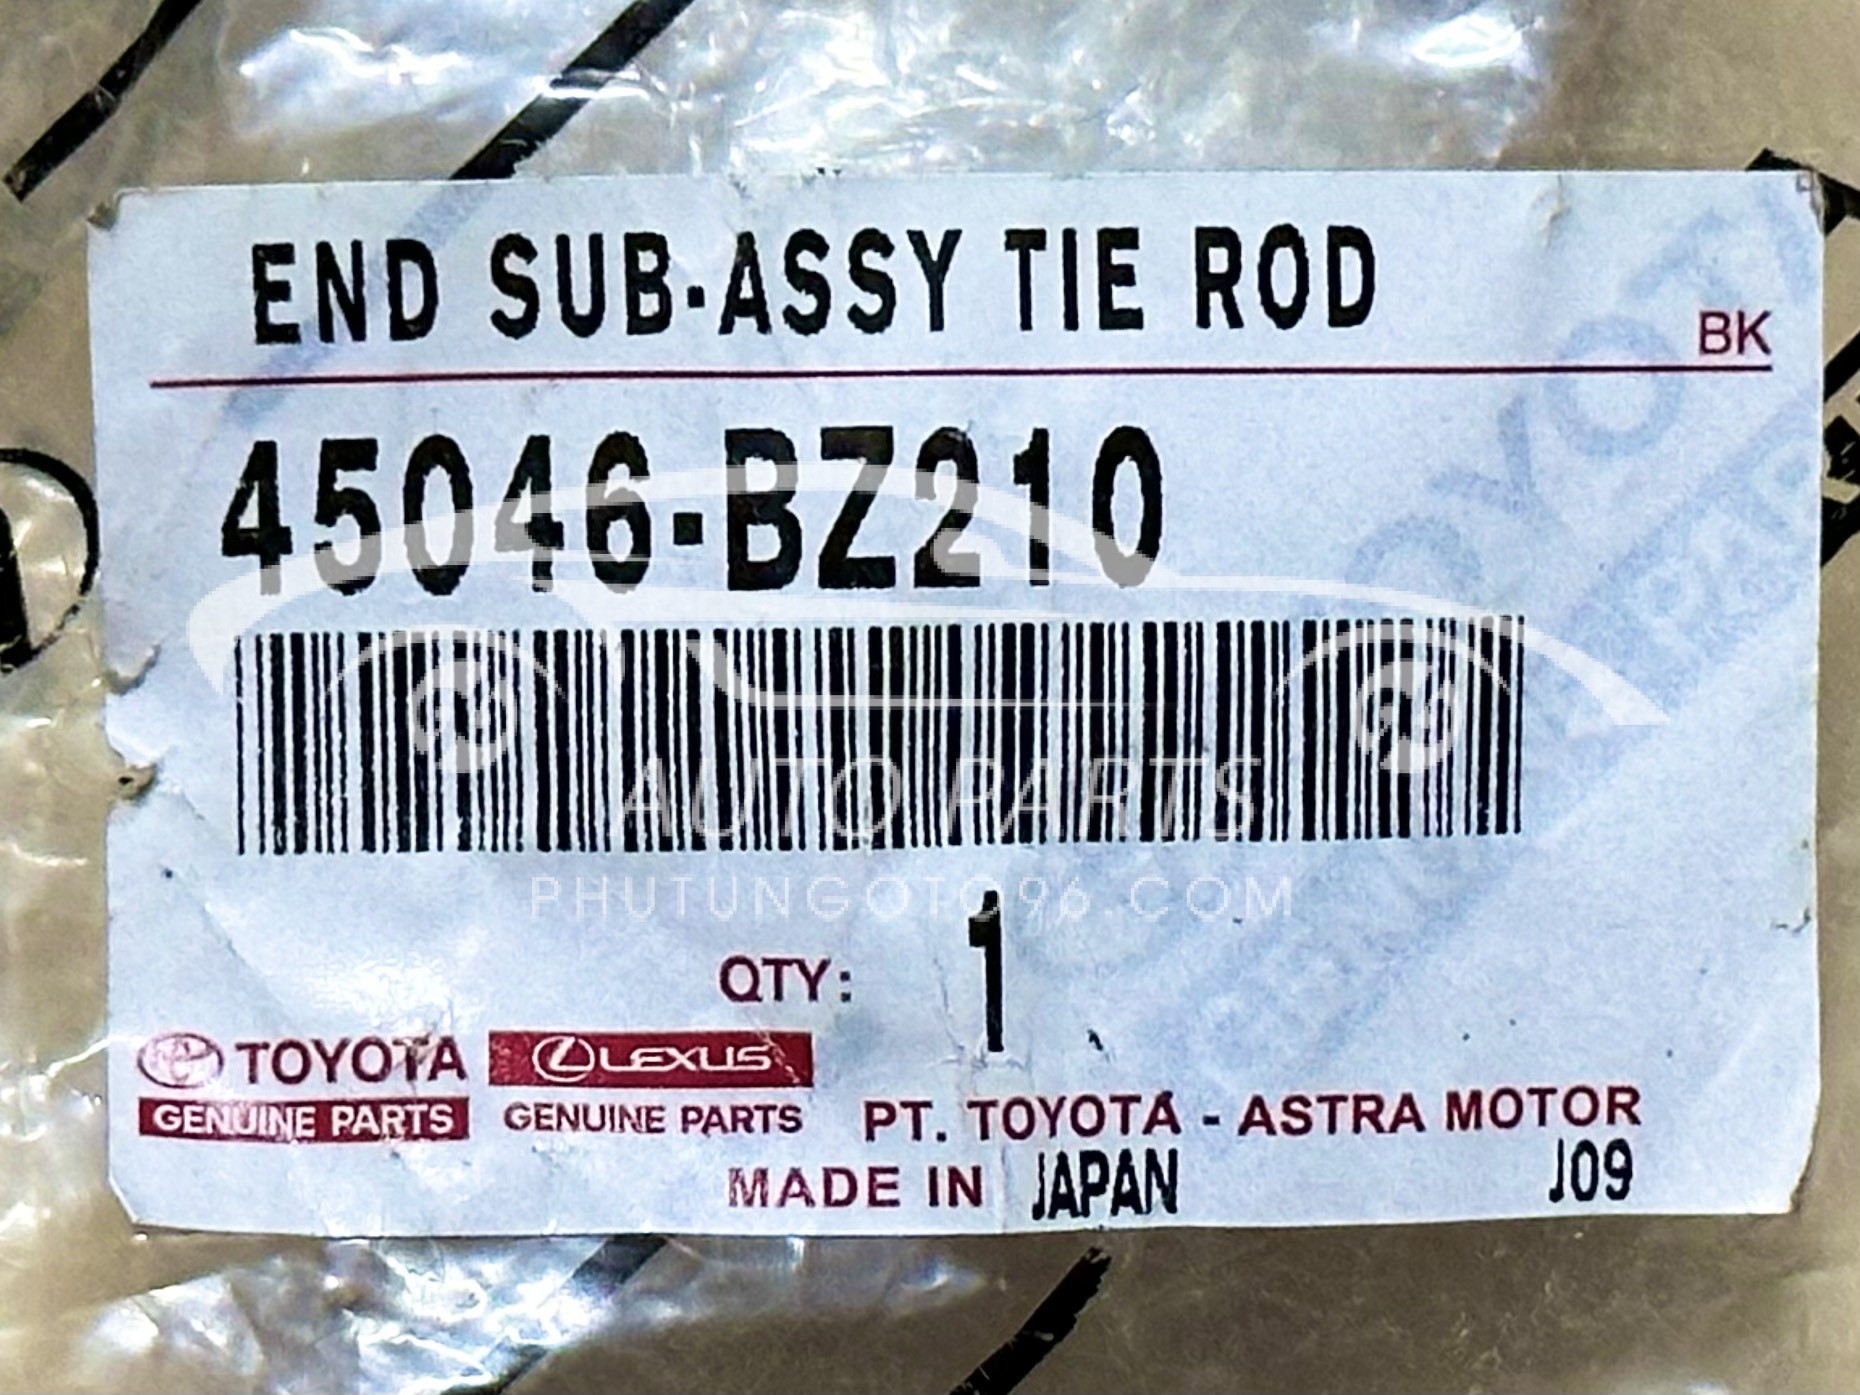 END SUB-ASSY TIE ROD
BK
45046-BZ210
AUTO PARTS
PHUTUNGOTO96.COM
QTY: 1
TOYOTA LEXUS
GENUINE PARTS GENUINE PARTS PT. TOYOTA - ASTRA MOTOR
MADE IN JAPAN J09